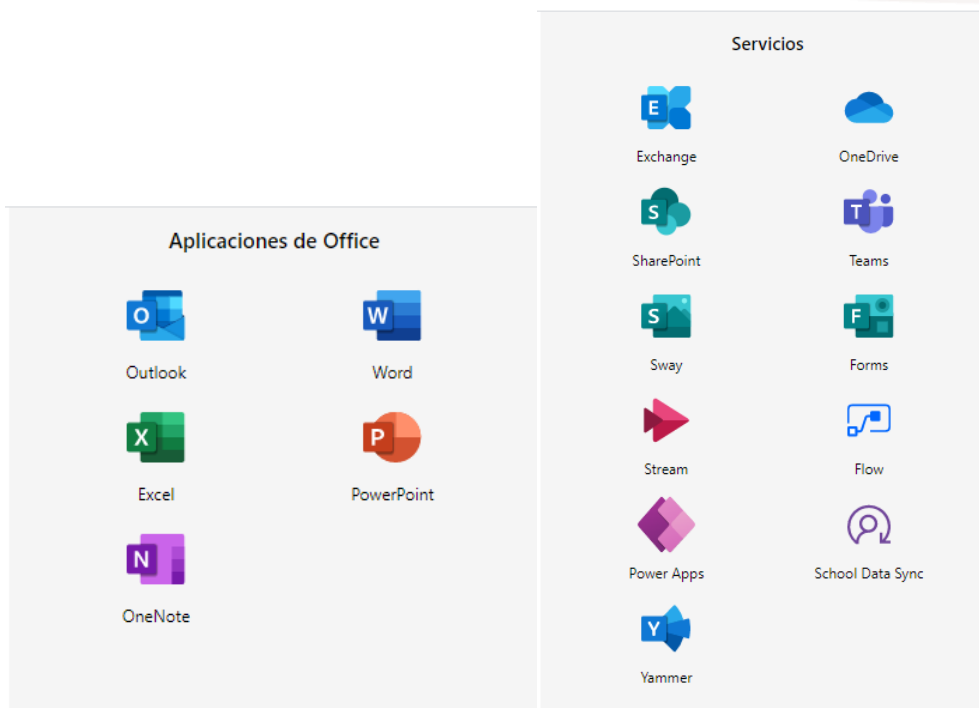 Aplicaciones de Office
O
W
Outlook
Word
X
P
Excel
PowerPoint
N
OneNote
Servicios
E
Exchange
OneDrive
S
T
SharePoint
Teams
S
F
Sway
Forms
Stream
Flow
Power Apps
School Data Sync
Y
Yammer